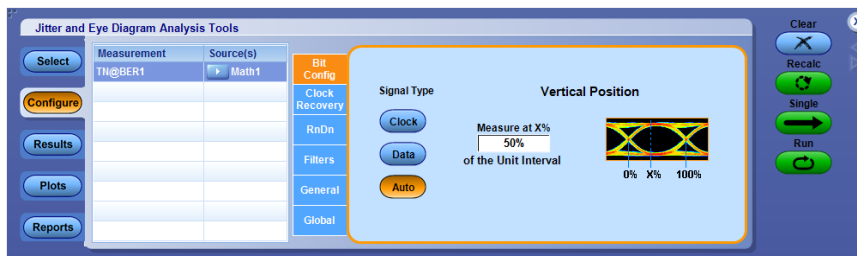 Jitter and Eye Diagram Analysis Tools
Select
Configure
Results
Plots
Reports
Measurement Source(s)
TN@BER1 Math1
Bit
Config
Clock
Recovery
RnDn
Filters
General
Global
Signal Type
Clock
Data
Auto
Vertical Position
Measure at X%
50%
of the Unit Interval
0% X% 100%
Clear
Recalc
Single
Run